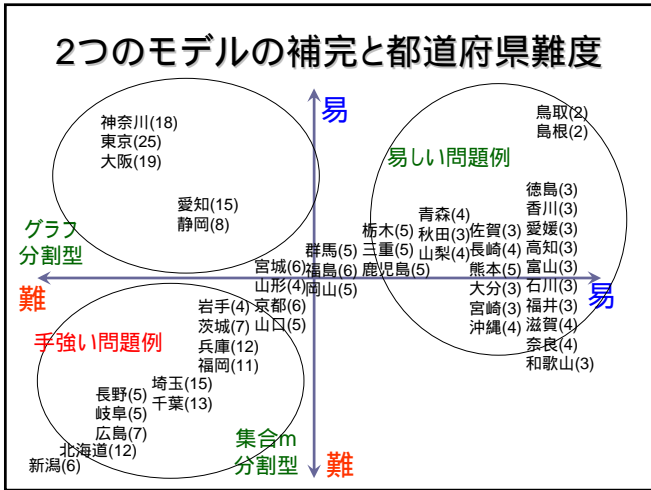 2つのモデルの補完と都道府県難度
易
神奈川(18)
東京(25)
大阪(19)
愛知(15)
静岡(8)
グラフ
分割型
難
鳥取(2)
島根(2)
易しい問題例
徳島(3)
香川(3)
愛媛(3)
高知(3)
富山(3)
石川(3)
福井(3)
滋賀(4)
奈良(4)
和歌山(3)
青森(4)
秋田(3)
山梨(4)
佐賀(3)
長崎(4)
熊本(5)
大分(3)
宮崎(3)
沖縄(4)
栃木(5)
三重(5)
鹿児島(5)
群馬(5)
福島(6)
岡山(5)
易
宮城(6)
山形(4)
京都(6)
山口(5)
岩手(4)
茨城(7)
兵庫(12)
福岡(11)
手強い問題例
埼玉(15)
千葉(13)
長野(5)
岐阜(5)
広島(7)
北海道(12)
新潟(6)
集合m
分割型
難